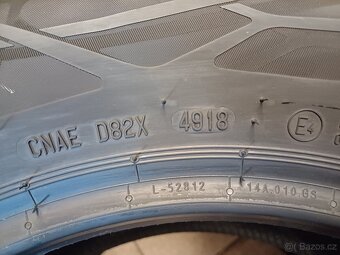 CNAE D82X 4918 E4
L-52812 14A.010.GS
© Bazos.cz